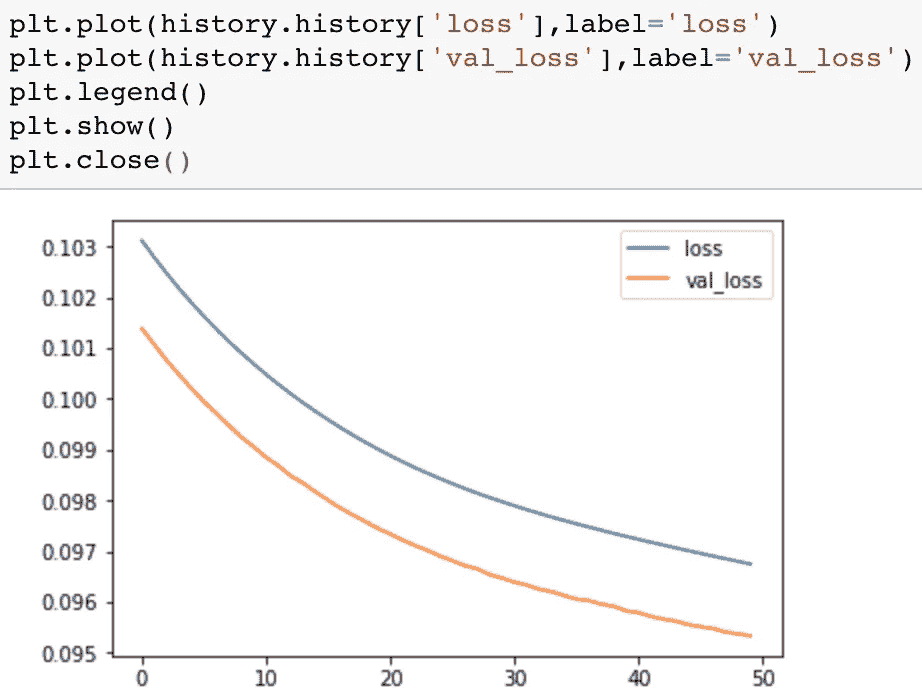 plt.plot(history.history['loss'],label='loss')
plt.plot(history.history['val_loss'],label='val_loss')
plt.legend()
plt.show()
plt.close()
loss
val_loss
0.103
0.102
0.101
0.100
0.099
0.098
0.097
0.096
0.095
0 10 20 30 40 50